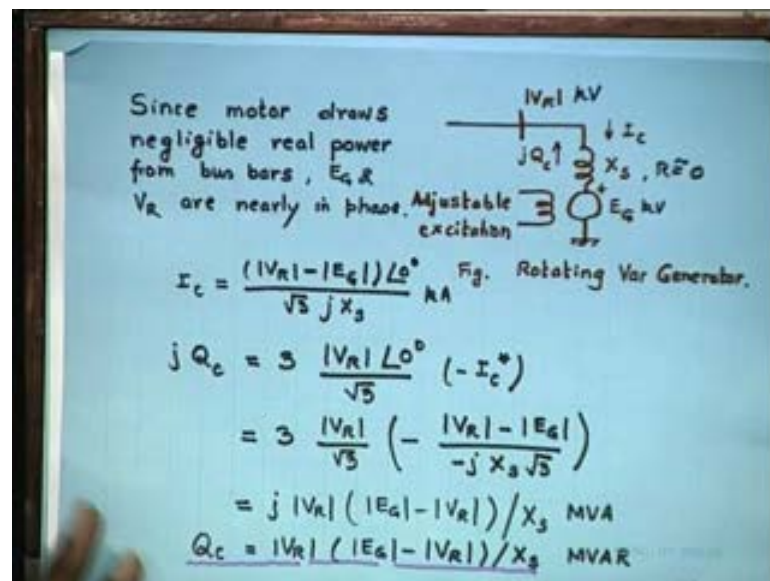 Since motor draws
negligible real power
from bus bars, E_G &
V_R are nearly in phase.
|V_R| kV
↓ I_c
jQ_c↑
X_s, R≅0
+
E_G kV
Adjustable
excitation
Fig. Rotating Var Generator.
I_c = (|V_R| - |E_G|) ∠0° / √3 j X_s kA
j Q_c = 3 |V_R| ∠0° / √3 (-I_c*)
= 3 |V_R| / √3 (- |V_R| - |E_G| / -j X_s √3)
= j |V_R| (|E_G| - |V_R|) / X_s MVA
Q_c = |V_R| (|E_G| - |V_R|) / X_s MVAR